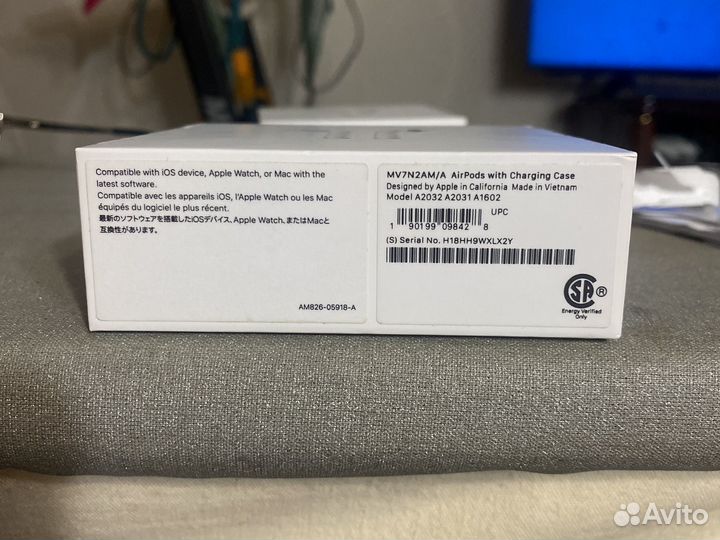 Compatible with iOS device, Apple Watch, or Mac with the
latest software.
Compatible avec les appareils iOS, l'Apple Watch ou les Mac
équipés du logiciel le plus récent.
最新のソフトウェアを搭載したiOSデバイス、Apple Watch、またはMacと
互換性があります。
AM826-05918-A
MV7N2AM/A AirPods with Charging Case
Designed by Apple in California Made in Vietnam
Model A2032 A2031 A1602
UPC
1 90199 09842 8
(S) Serial No. H18HH9WXLX2Y
SA ®
Energy Verified
Only
Avito